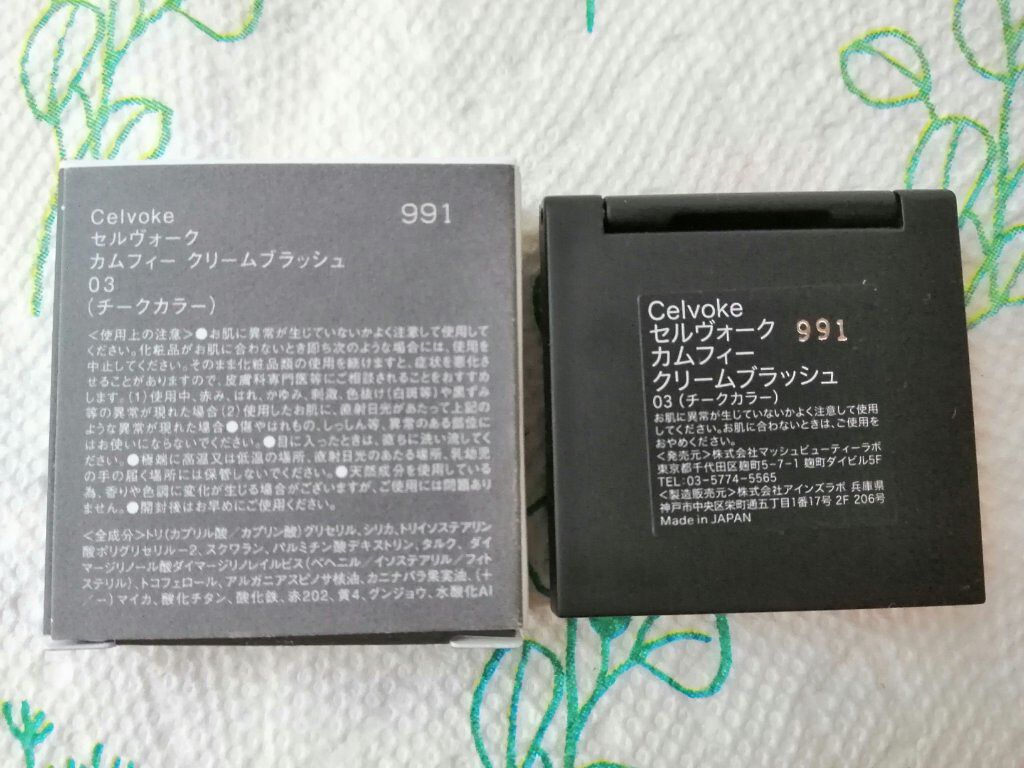 Celvoke
991
セルヴォーク
カムフィー クリームブラッシュ
03
(チークカラー)
<使用上の注意>●お肌に異常が生じていないかよく注意して使用して
ください。化粧品がお肌に合わないとき即ち次のような場合には、使用を
中止してください。そのまま化粧品類の使用を続けますと、症状を悪化さ
せることがありますので、皮膚科専門医等にご相談されることをおすすめ
します。(1)使用中、赤み、はれ、かゆみ、刺激、色抜け(白斑等)や黒ずみ
等の異常が現れた場合(2)使用したお肌に、直射日光があたって上記の
ような異常が現れた場合●傷やはれもの、しっしん等、異常のある部位に
はお使いにならないでください。●目に入ったときは、直ちに洗い流してく
ださい。●極端に高温又は低温の場所、直射日光のあたる場所、乳幼児
の手の届く場所には保管しないでください。●天然成分を使用している
為、香りや色調に変化が生じる場合がございますが、ご使用には問題あり
ません。●開封後はお早めにご使用ください。
<全成分>トリ(カプリル酸/カプリン酸)グリセリル、シリカ、トリイソステアリン
酸ポリグリセリル-2、スクワラン、パルミチン酸デキストリン、タルク、ダイ
マージリノール酸ダイマージリノレイルビス(ベヘニル/イソステアリル/フィト
ステリル)、トコフェロール、アルガニアスピノサ核油、カニナバラ果実油、(+
/-)マイカ、酸化チタン、酸化鉄、赤202、黄4、グンジョウ、水酸化Al
Celvoke
セルヴォーク 991
カムフィー
クリームブラッシュ
03(チークカラー)
お肌に異常が生じていないかよく注意して使用
してください。お肌に合わないときは、ご使用を
おやめください。
<発売元>株式会社マッシュビューティーラボ
東京都千代田区麹町5-7-1 麹町ダイビル5F
TEL:03-5774-5565
<製造販売元>株式会社アインズラボ 兵庫県
神戸市中央区栄町通五丁目1番17号 2F 206号
Made in JAPAN